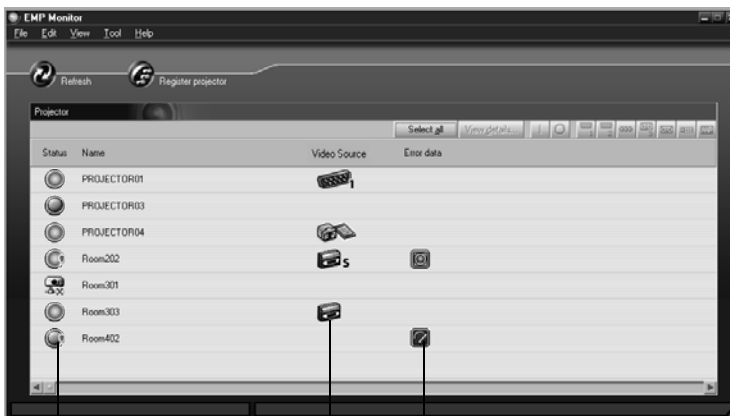 EMP Monitor
File Edit View Tool Help
Refresh Register projector
Projector
Select all View details...
Status Name Video Source Error data
PROJECTOR01 1
PROJECTOR03
PROJECTOR04
Room202 S
Room301
Room303
Room402